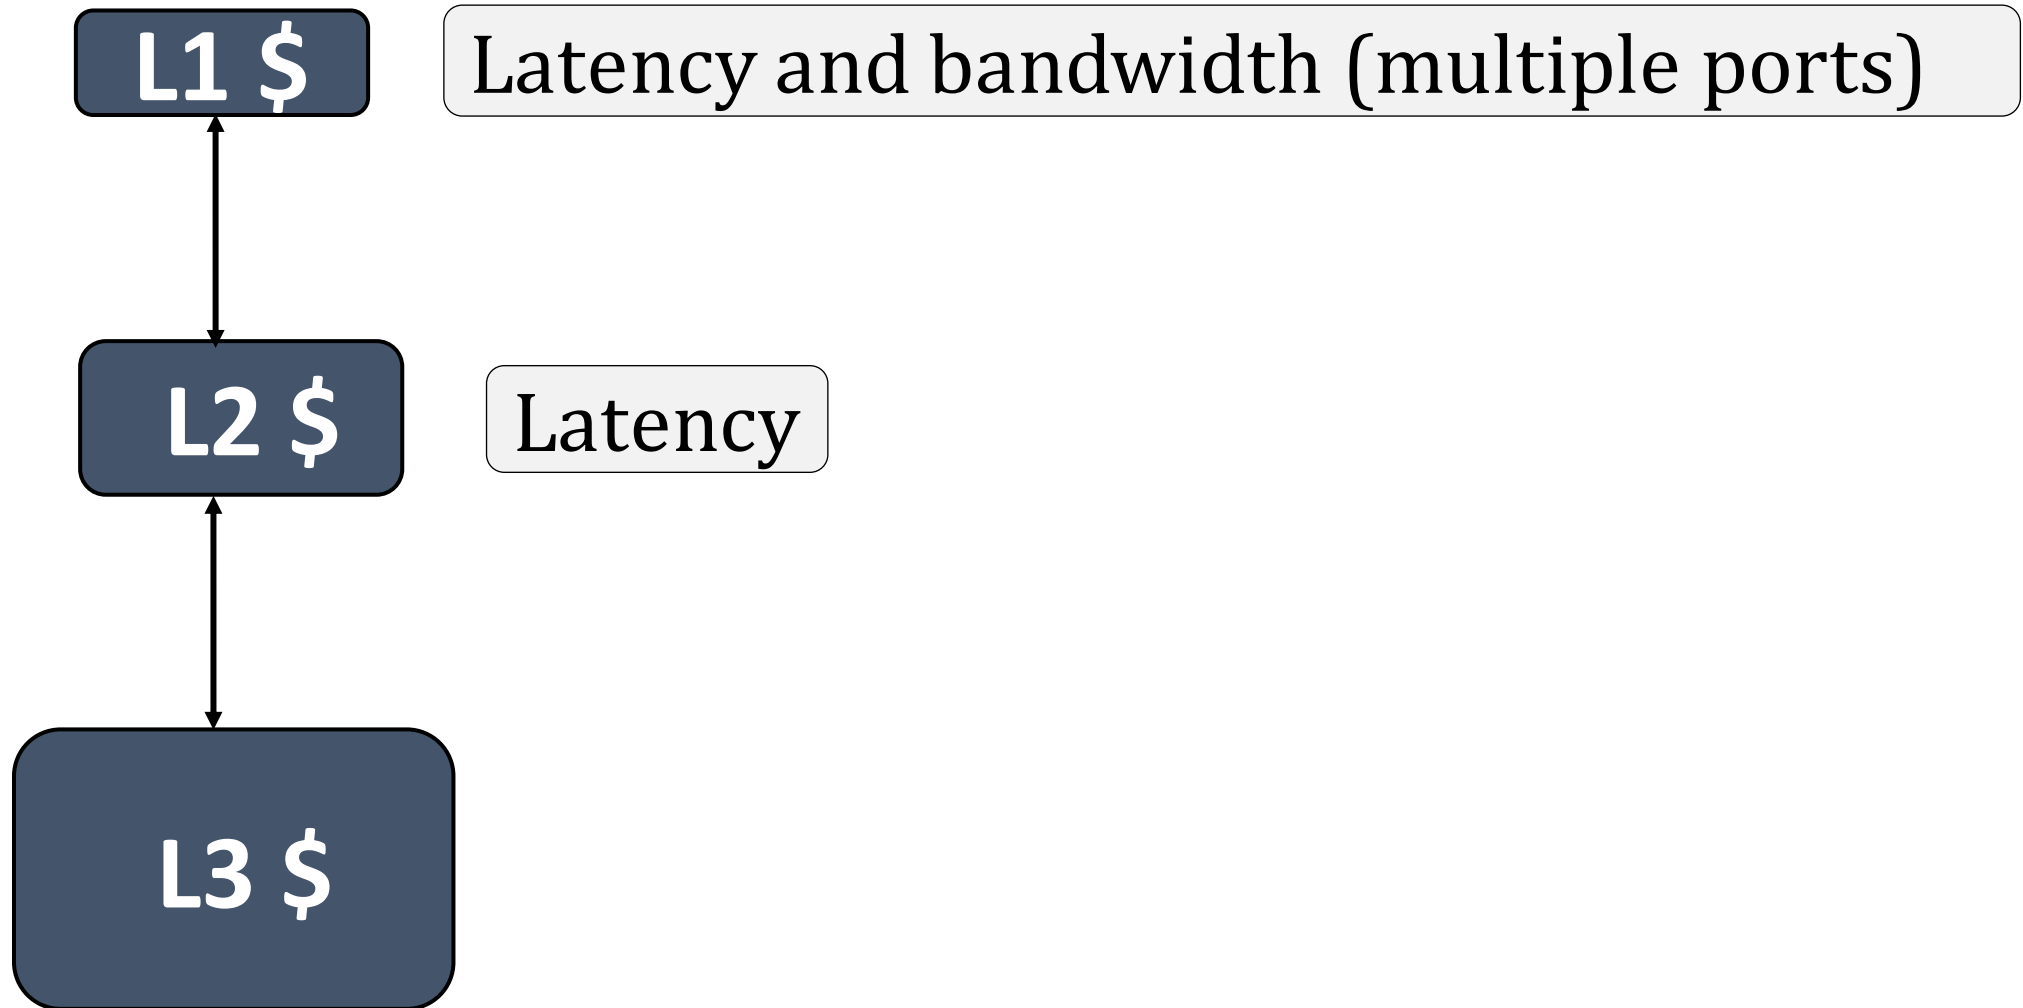 L1 $
Latency and bandwidth (multiple ports)
L2 $
Latency
L3 $